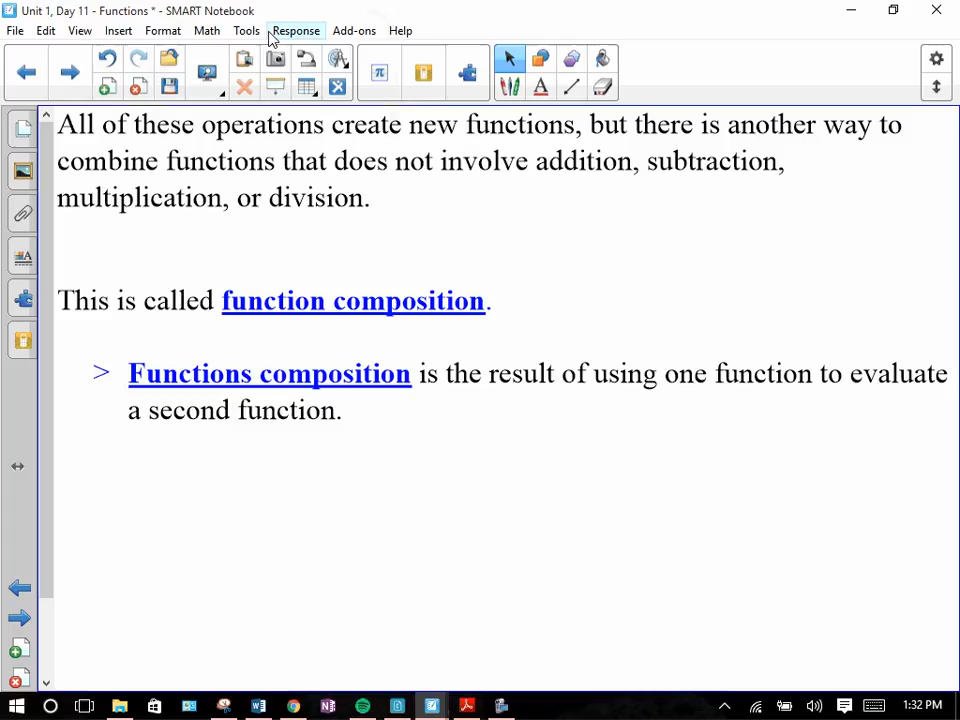 Unit 1, Day 11 - Functions * - SMART Notebook
File Edit View Insert Format Math Tools Response Add-ons Help
All of these operations create new functions, but there is another way to
combine functions that does not involve addition, subtraction,
multiplication, or division.
This is called function composition.
> Functions composition is the result of using one function to evaluate
a second function.
1:32 PM